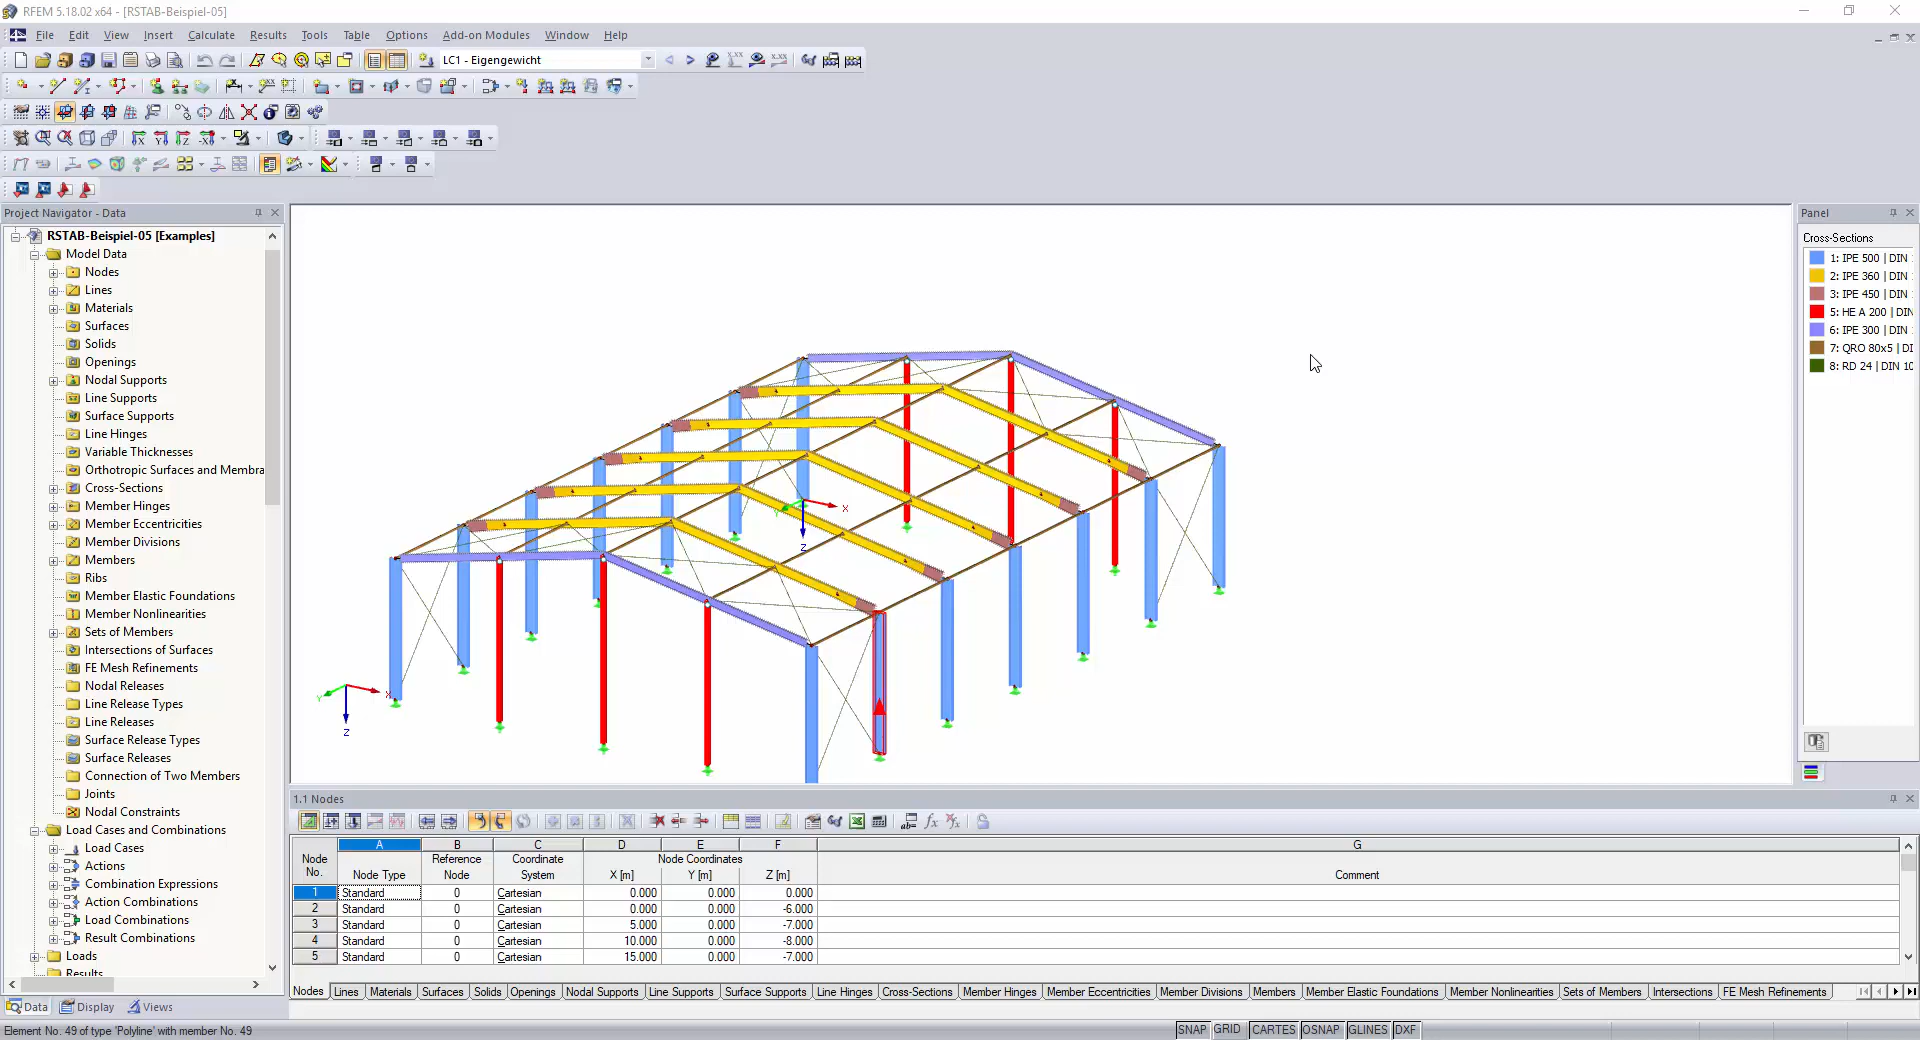 RFEM 5.18.02 x64 - [RSTAB-Beispiel-05]
File Edit View Insert Calculate Results Tools Table Options Add-on Modules Window Help
LC1 - Eigengewicht
Project Navigator - Data
RSTAB-Beispiel-05 [Examples]
Model Data
Nodes
Lines
Materials
Surfaces
Solids
Openings
Nodal Supports
Line Supports
Surface Supports
Line Hinges
Variable Thicknesses
Orthotropic Surfaces and Membra
Cross-Sections
Member Hinges
Member Eccentricities
Member Divisions
Members
Ribs
Member Elastic Foundations
Member Nonlinearities
Sets of Members
Intersections of Surfaces
FE Mesh Refinements
Nodal Releases
Line Release Types
Line Releases
Surface Release Types
Surface Releases
Connection of Two Members
Joints
Nodal Constraints
Load Cases and Combinations
Load Cases
Actions
Combination Expressions
Action Combinations
Load Combinations
Result Combinations
Loads
Results
Data Display Views
X
Y
Z
X
Y
Z
Panel
Cross-Sections
1: IPE 500 | DIN
2: IPE 360 | DIN
3: IPE 450 | DIN
5: HE A 200 | DIN
6: IPE 300 | DIN
7: QRO 80x5 | DI
8: RD 24 | DIN 10
1.1 Nodes
A B C D E F G
Node No. Node Type Reference Node Coordinate System Node Coordinates X [m] Y [m] Z [m] Comment
1 Standard 0 Cartesian 0.000 0.000 0.000
2 Standard 0 Cartesian 0.000 0.000 -6.000
3 Standard 0 Cartesian 5.000 0.000 -7.000
4 Standard 0 Cartesian 10.000 0.000 -8.000
5 Standard 0 Cartesian 15.000 0.000 -7.000
Nodes Lines Materials Surfaces Solids Openings Nodal Supports Line Supports Surface Supports Line Hinges Cross-Sections Member Hinges Member Eccentricities Member Divisions Members Member Elastic Foundations Member Nonlinearities Sets of Members Intersections FE Mesh Refinements
Element No. 49 of type 'Polyline' with member No. 49
SNAP GRID CARTES OSNAP GLINES DXF